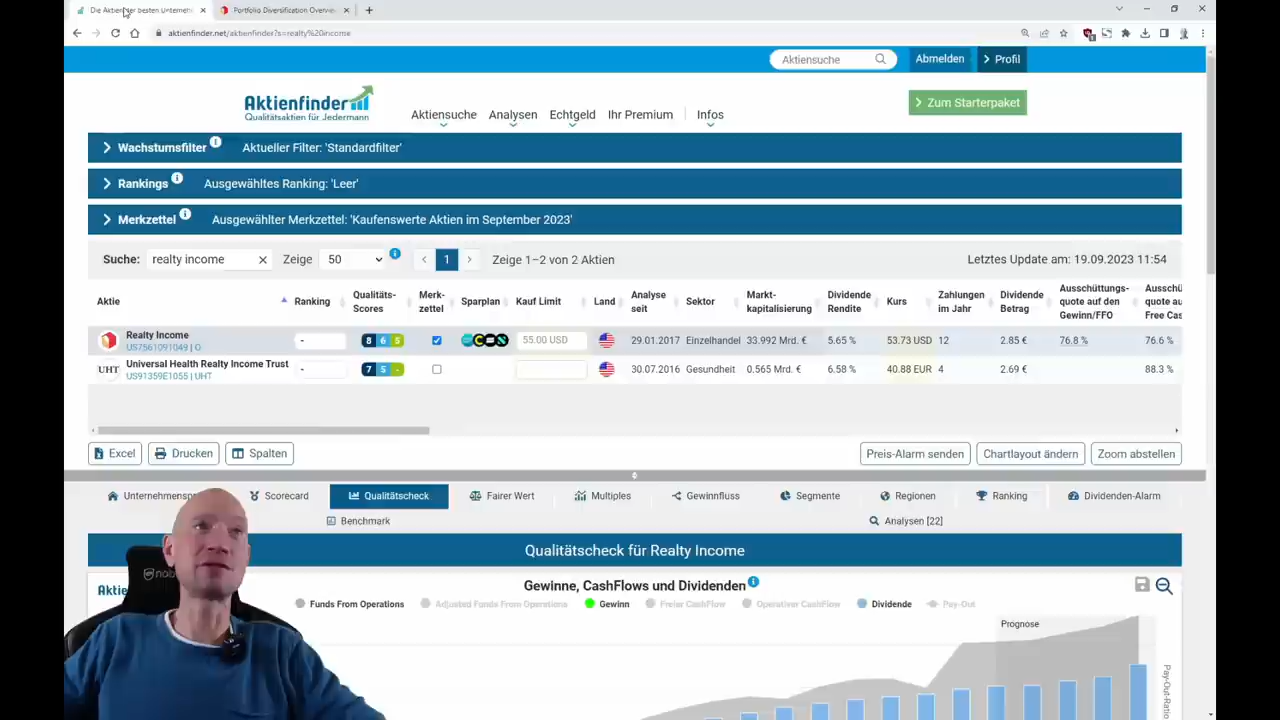 Die Aktien der besten Unterneh
Portfolio Diversification Overview
aktienfinder.net/aktienfinder?s=realty%20income
Aktiensuche
Abmelden
Profil
Aktienfinder
Qualitätsaktien für Jedermann
Aktiensuche Analysen Echtgeld Ihr Premium Infos
Zum Starterpaket
Wachstumsfilter Aktueller Filter: 'Standardfilter'
Rankings Ausgewähltes Ranking: 'Leer'
Merkzettel Ausgewählter Merkzettel: 'Kaufenswerte Aktien im September 2023'
Suche: realty income Zeige 50 1 Zeige 1–2 von 2 Aktien Letztes Update am: 19.09.2023 11:54
Aktie Ranking Qualitäts-Scores Merk-zettel Sparplan Kauf Limit Land Analyse seit Sektor Markt-kapitalisierung Dividende Rendite Kurs Zahlungen im Jahr Dividende Betrag Ausschüttungs-quote auf den Gewinn/FFO Ausschü quote au Free Cas
Realty Income - 8 6 5 55.00 USD 29.01.2017 Einzelhandel 33.992 Mrd. € 5.65 % 53.73 USD 12 2.85 € 76.8 % 76.6 %
US7561091049 | O
UHT Universal Health Realty Income Trust - 7 5 - 30.07.2016 Gesundheit 0.565 Mrd. € 6.58 % 40.88 EUR 4 2.69 € 88.3 %
US91359E1055 | UHT
Excel Drucken Spalten Preis-Alarm senden Chartlayout ändern Zoom abstellen
Unternehmensp Scorecard Qualitätscheck Fairer Wert Multiples Gewinnfluss Segmente Regionen Ranking Dividenden-Alarm
Benchmark Analysen [22]
Qualitätscheck für Realty Income
Aktie
Gewinne, CashFlows und Dividenden
Funds From Operations Adjusted Funds From Operations Gewinn Freier CashFlow Operativer CashFlow Dividende Pay-Out
Prognose
Pay-Out-Ratio